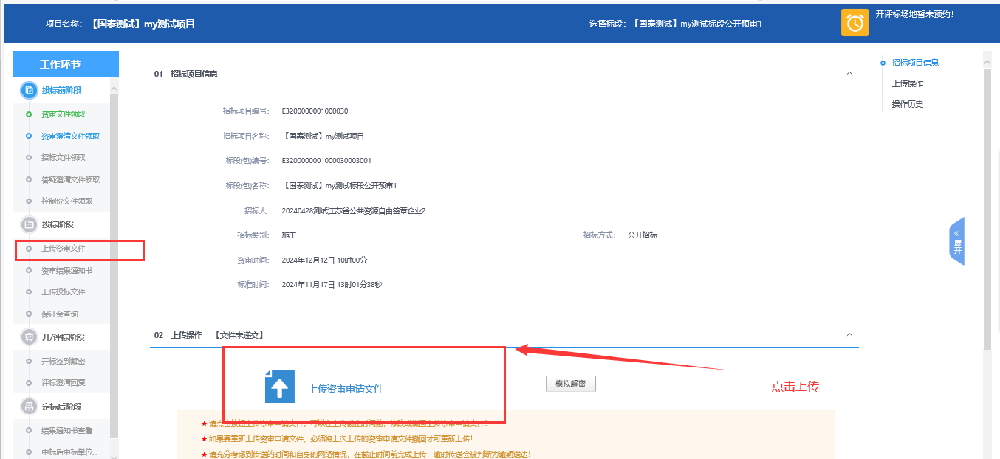 项目名称： 【国泰测试】my测试项目
选择标段： 【国泰测试】my测试标段公开预审1
开评标场地暂未预约!
工作环节
投标前阶段
资审文件领取
资审澄清文件领取
招标文件领取
答疑澄清文件领取
控制价文件领取
投标阶段
上传资审文件
资审结果通知书
上传投标文件
保证金查询
开/评标阶段
开标签到解密
评标澄清回复
定标后阶段
结果通知书查看
中标后中标单位...
01 招标项目信息
招标项目编号： E3200000001000030
招标项目名称： 【国泰测试】my测试项目
标段(包)编号： E3200000001000030003001
标段(包)名称： 【国泰测试】my测试标段公开预审1
招标人： 20240428测试江苏省公共资源自由签章企业2
招标类别： 施工
招标方式： 公开招标
资审时间： 2024年12月12日 10时00分
标准时间： 2024年11月17日 13时01分38秒
02 上传操作 【文件未递交】
上传资审申请文件
模拟解密
点击上传
★ 请点击按钮上传资审申请文件，可以在上传截止时间前，修改或撤回上传资审申请文件!
★ 如果要重新上传资审申请文件，必须将上次上传的资审申请文件撤回才可重新上传!
★ 请充分考虑到传送的时间和自身的网络情况，在截止时间前完成上传，逾时传送会被判断为逾期送达!
招标项目信息
上传操作
操作历史
«展开